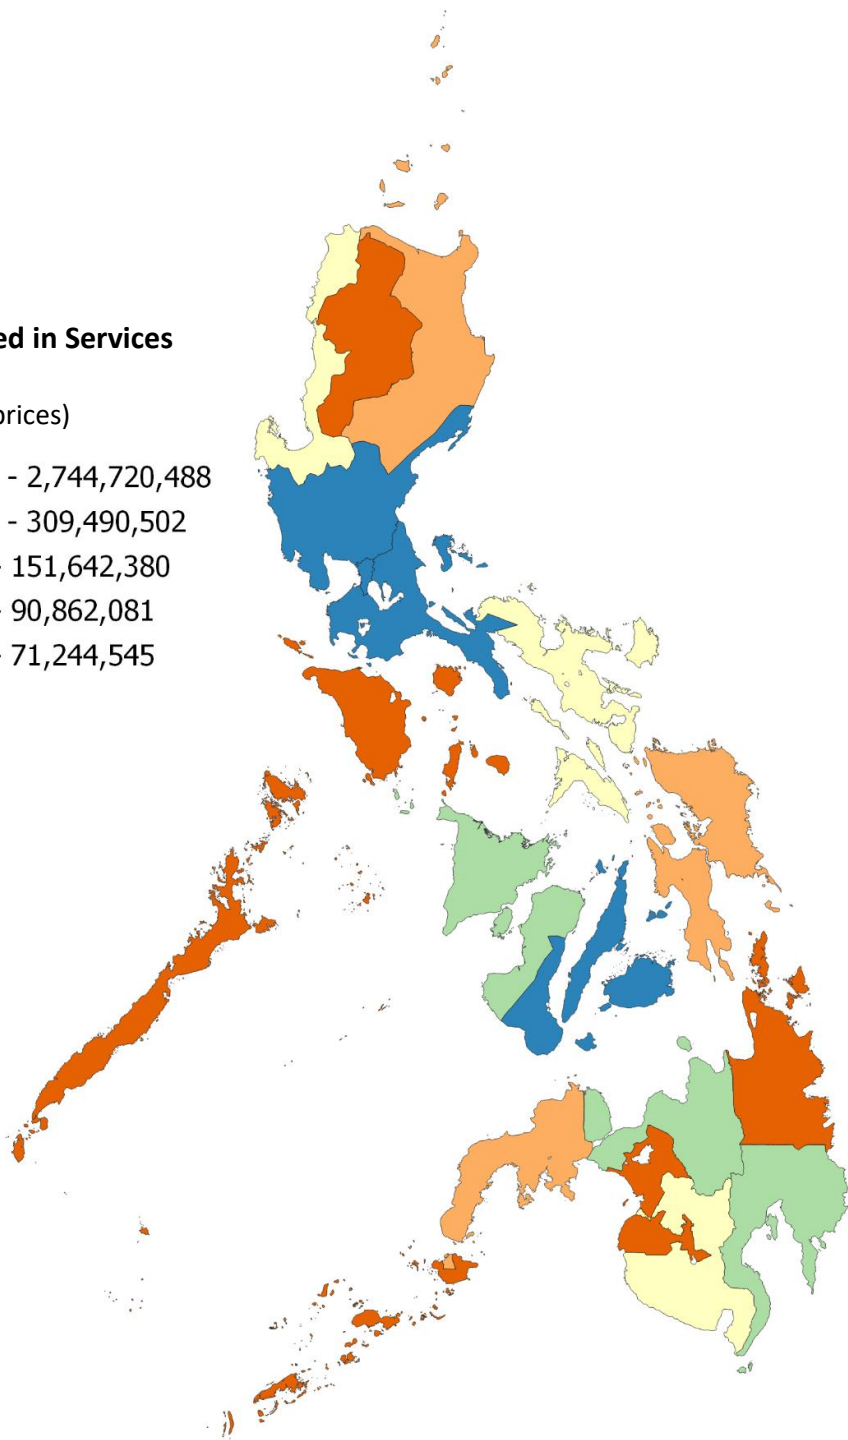 ed in Services
prices)
- 2,744,720,488
- 309,490,502
- 151,642,380
- 90,862,081
- 71,244,545